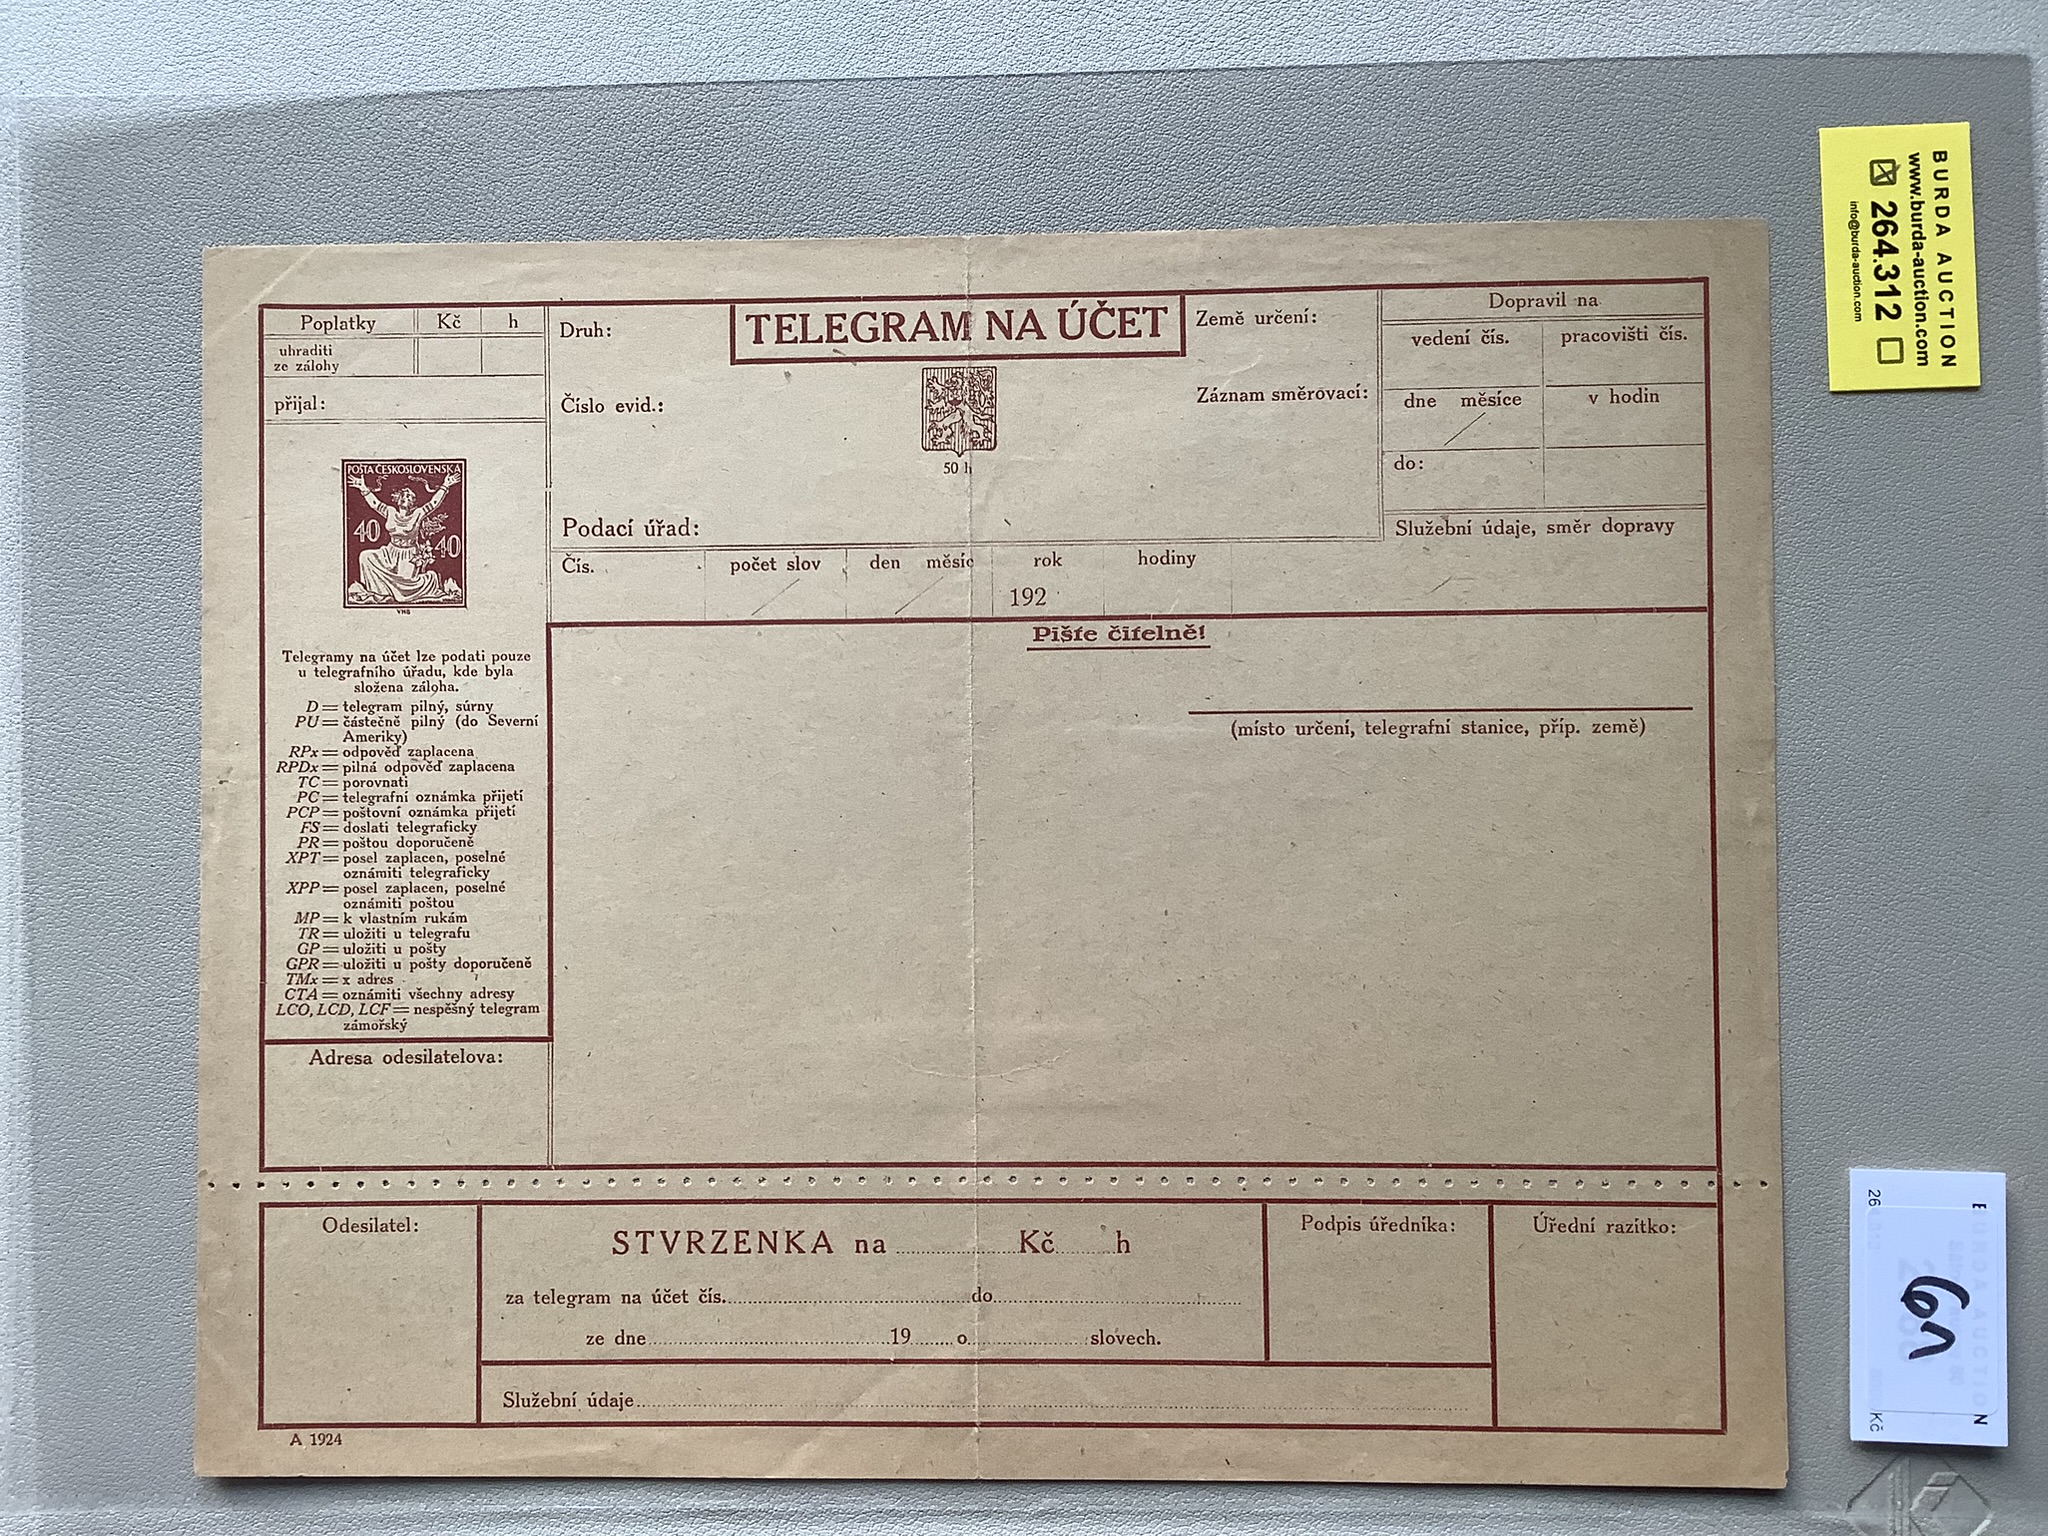 Poplatky Kč h
uhraditi
ze zálohy
přijal:
POŠTA ČESKOSLOVENSKÁ
40
40
VHB
Telegramy na účet lze podati pouze
u telegrafního úřadu, kde byla
složena záloha.
D = telegram pilný, súrny
PU = částečně pilný (do Severní
Ameriky)
RPx = odpověď zaplacena
RPDx = pilná odpověď zaplacena
TC = porovnati
PC = telegrafní oznámka přijetí
PCP = poštovní oznámka přijetí
FS = doslati telegraficky
PR = poštou doporučeně
XPT = posel zaplacen, poselné
oznámiti telegraficky
XPP = posel zaplacen, poselné
oznámiti poštou
MP = k vlastním rukám
TR = uložiti u telegrafu
GP = uložiti u pošty
GPR = uložiti u pošty doporučeně
TMx = x adres
CTA = oznámiti všechny adresy
LCO, LCD, LCF = nespěšný telegram
zámořský
Adresa odesilatelova:
Druh:
TELEGRAM NA ÚČET
Země určení:
Číslo evid.:
Záznam směrovací:
50 h
Podací úřad:
Dopravil na
vedení čís. pracovišti čís.
dne měsíce v hodin
do:
Služební údaje, směr dopravy
Čís. počet slov den měsíc rok hodiny
192
Pište čitelně!
(místo určení, telegrafní stanice, příp. země)
Odesilatel:
STVRZENKA na Kč h
za telegram na účet čís. do
ze dne 19 o slovech.
Služební údaje
Podpis úředníka:
Úřední razítko:
A 1924
BURDA AUCTION
www.burda-auction.com
264.312
info@burda-auction.com